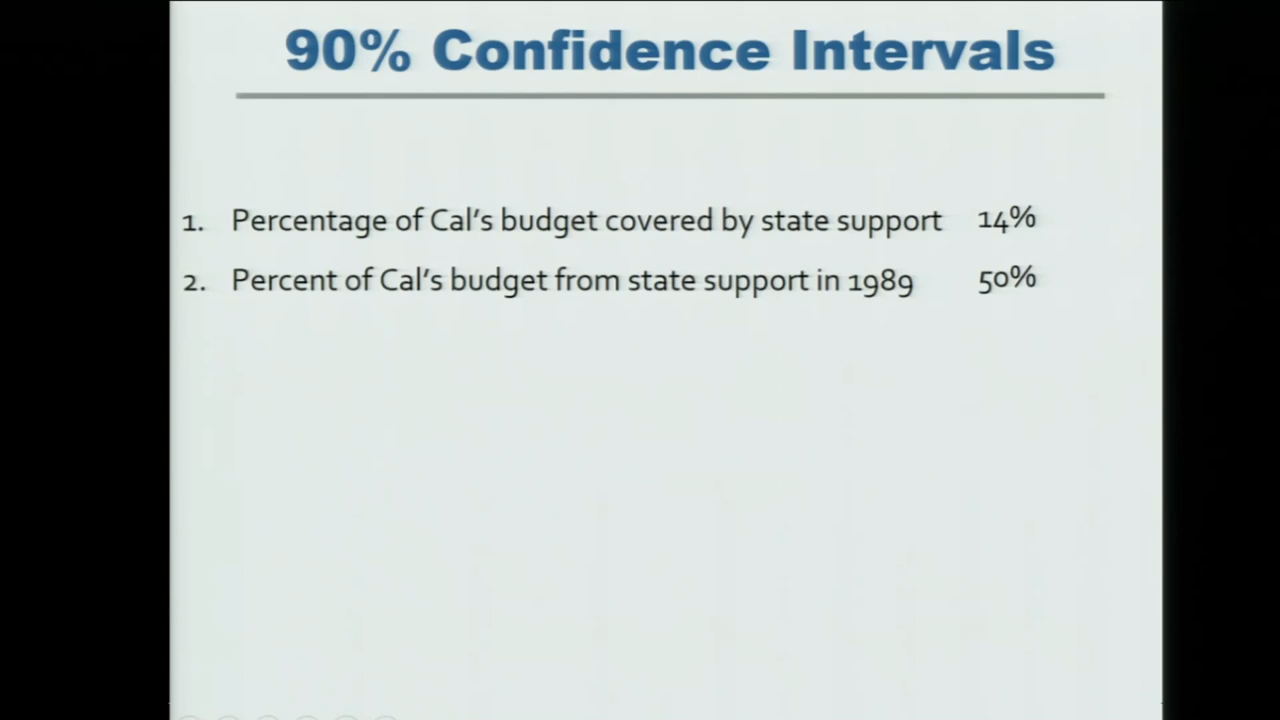 90% Confidence Intervals
1. Percentage of Cal's budget covered by state support 14%
2. Percent of Cal's budget from state support in 1989 50%